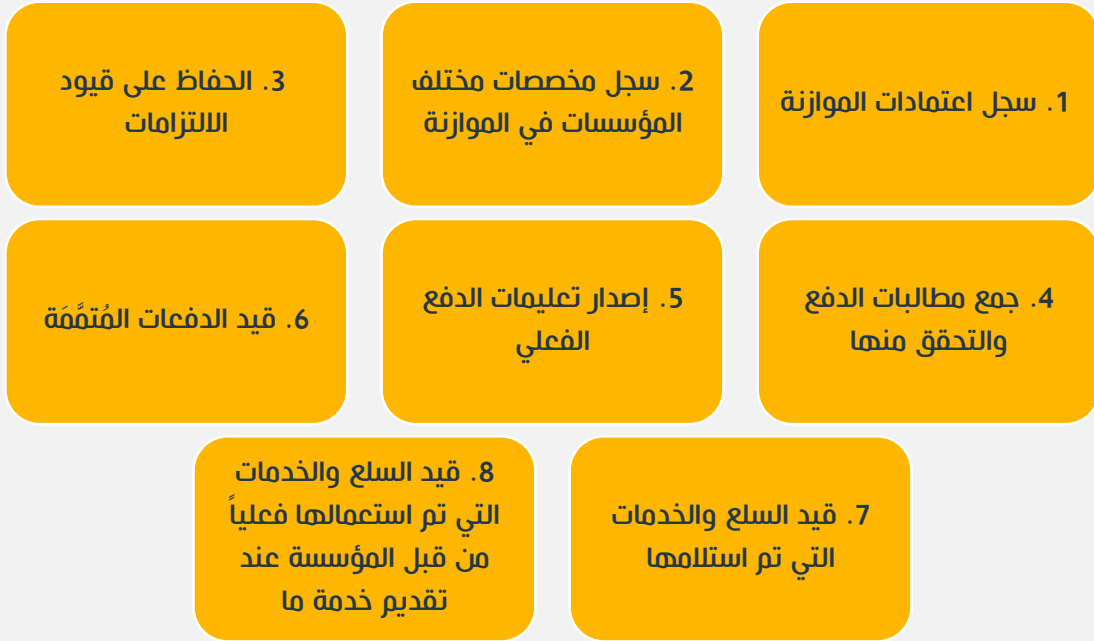 1. سجل اعتمادات الموازنة
2. سجل مخصصات مختلف
المؤسسات في الموازنة
3. الحفاظ على قيود
الالتزامات
4. جمع مطالبات الدفع
والتحقق منها
5. إصدار تعليمات الدفع
الفعلي
6. قيد الدفعات المُتمَّمَة
7. قيد السلع والخدمات
التي تم استلامها
8. قيد السلع والخدمات
التي تم استعمالها فعلياً
من قبل المؤسسة عند
تقديم خدمة ما